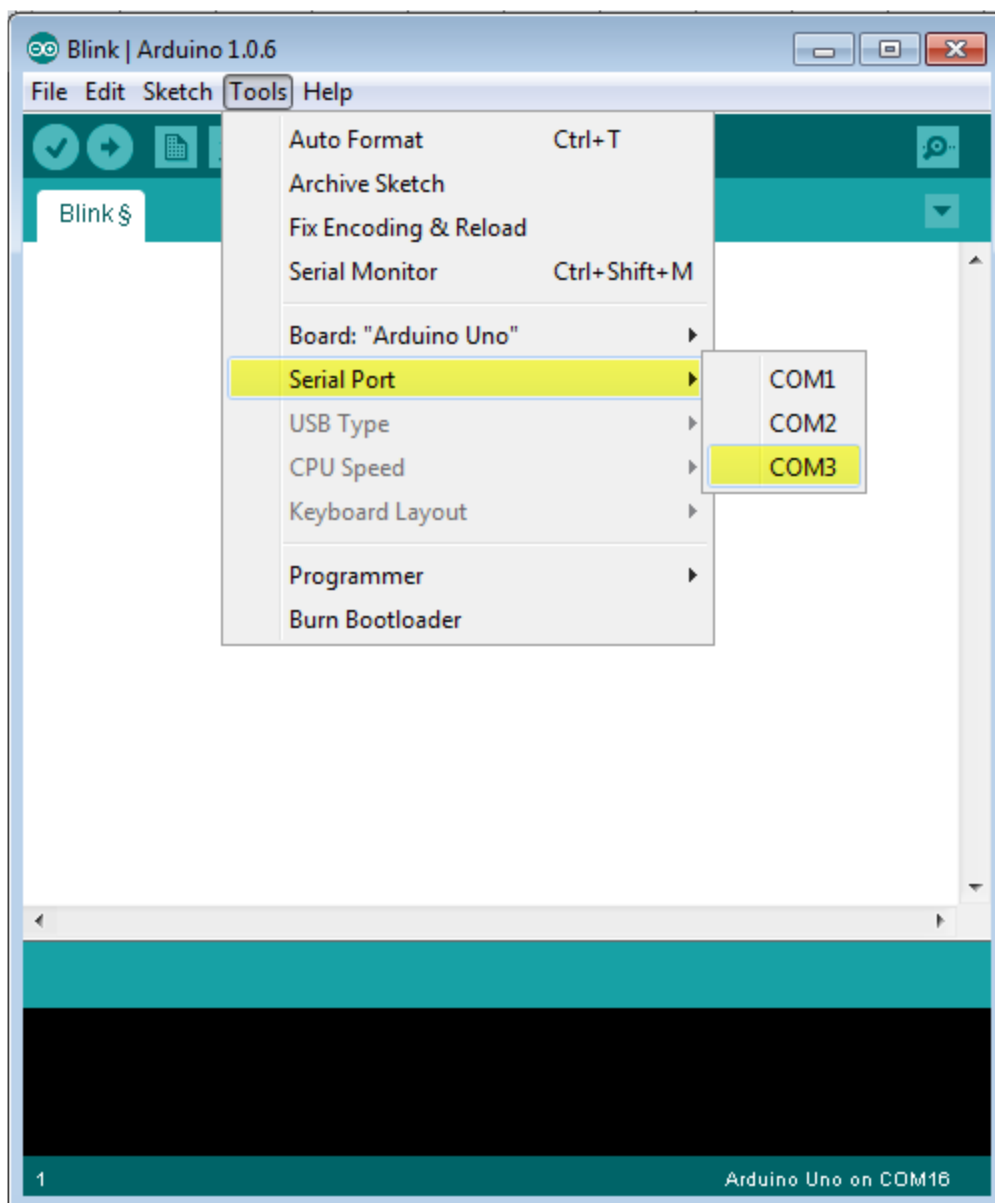 Blink | Arduino 1.0.6
File Edit Sketch Tools Help
Auto Format Ctrl+T
Archive Sketch
Blink §
Fix Encoding & Reload
Serial Monitor Ctrl+Shift+M
Board: "Arduino Uno"
Serial Port
COM1
USB Type
COM2
CPU Speed
COM3
Keyboard Layout
Programmer
Burn Bootloader
1
Arduino Uno on COM16